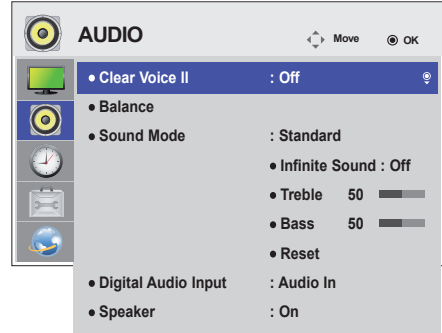 AUDIO Move OK
• Clear Voice II : Off
• Balance
• Sound Mode : Standard
• Infinite Sound : Off
• Treble 50
• Bass 50
• Reset
• Digital Audio Input : Audio In
• Speaker : On